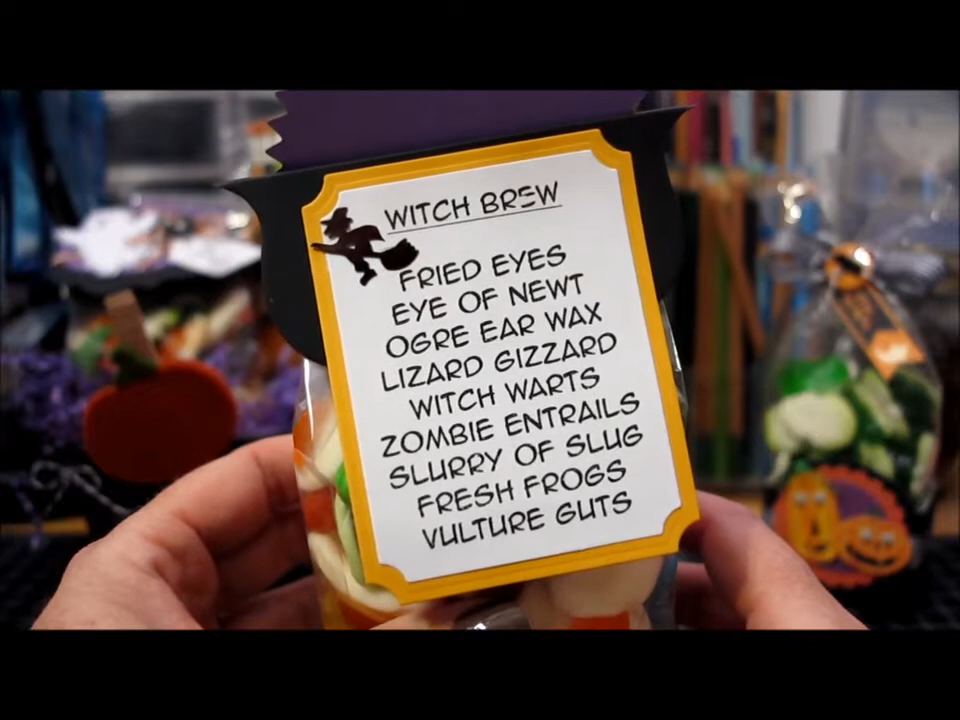 WITCH BREW
FRIED EYES
EYE OF NEWT
OGRE EAR WAX
LIZARD GIZZARD
WITCH WARTS
ZOMBIE ENTRAILS
SLURRY OF SLUG
FRESH FROGS
VULTURE GUTS